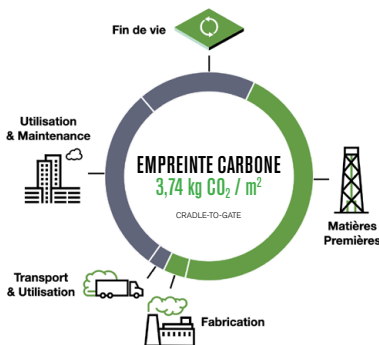 Fin de vie
Utilisation
& Maintenance
EMPREINTE CARBONE
3,74 kg CO₂ / m²
CRADLE-TO-GATE
Matières
Premières
Transport
& Utilisation
Fabrication